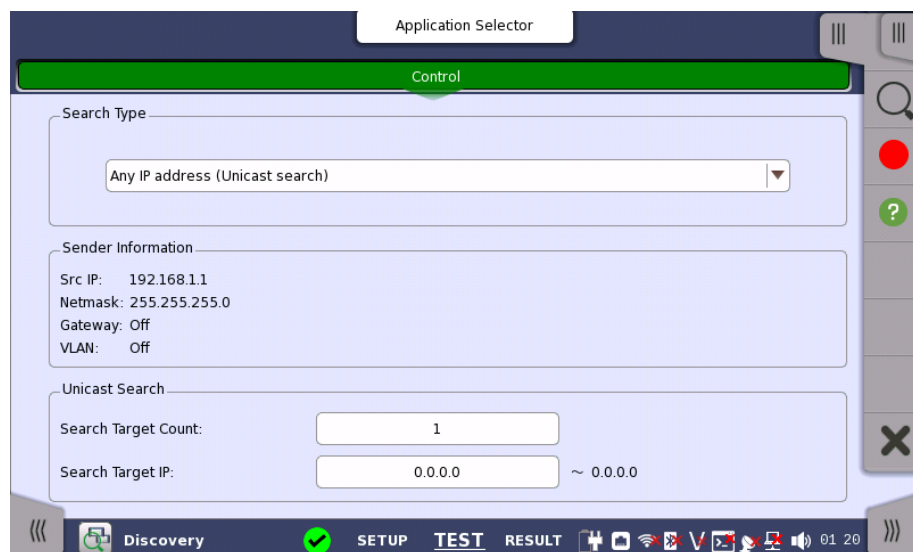 Application Selector
Control
Search Type
Any IP address (Unicast search)
Sender Information
Src IP: 192.168.1.1
Netmask: 255.255.255.0
Gateway: Off
VLAN: Off
Unicast Search
Search Target Count: 1
Search Target IP: 0.0.0.0 ~ 0.0.0.0
Discovery SETUP TEST RESULT 01 20